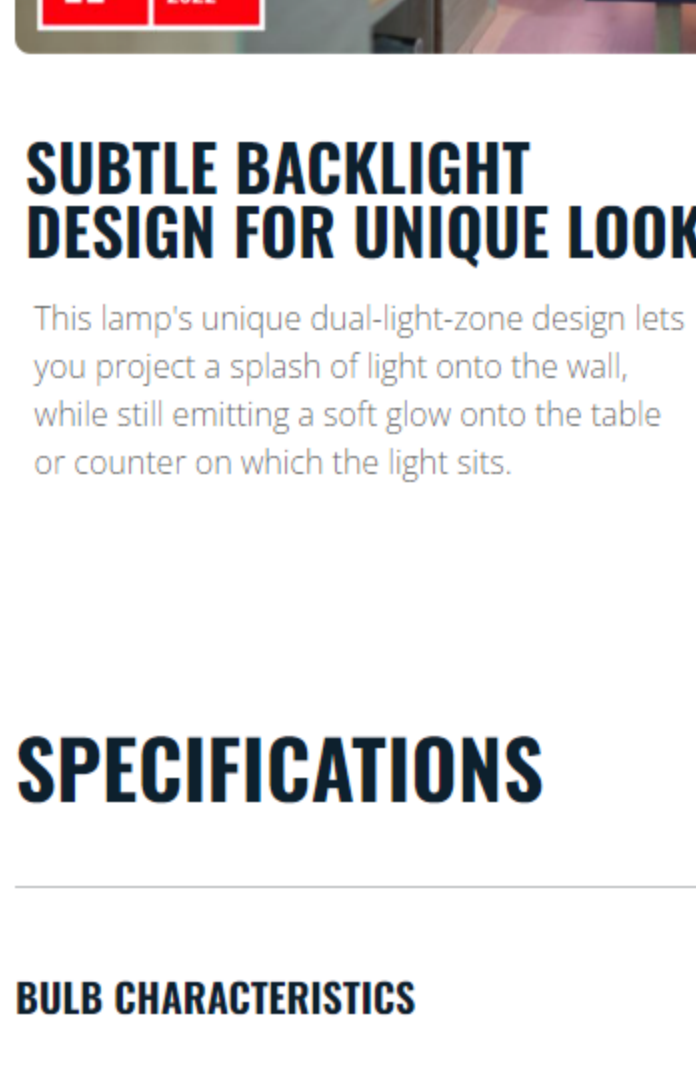 2022
SUBTLE BACKLIGHT
DESIGN FOR UNIQUE LOOK
This lamp's unique dual-light-zone design lets
you project a splash of light onto the wall,
while still emitting a soft glow onto the table
or counter on which the light sits.
SPECIFICATIONS
BULB CHARACTERISTICS